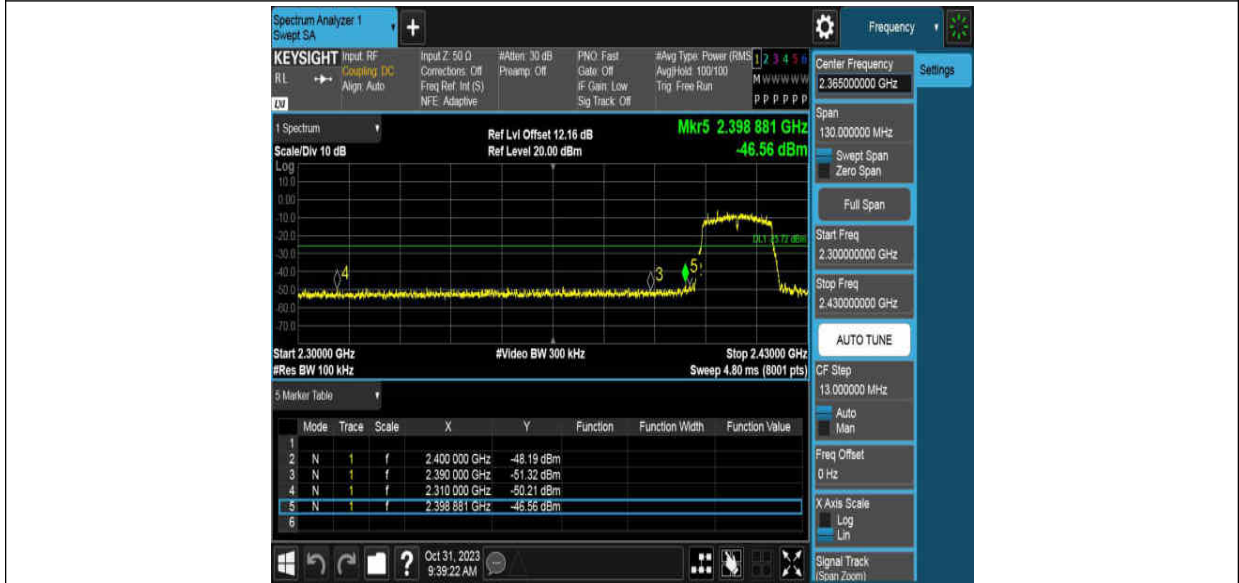 Spectrum Analyzer 1
Swept SA
+
Frequency
KEYSIGHT
RL
LXI
Input: RF
Coupling: DC
Align: Auto
Input Z: 50 Ω
Corrections: Off
Freq Ref: Int (S)
NFE: Adaptive
#Atten: 30 dB
Preamp: Off
PNO: Fast
Gate: Off
IF Gain: Low
Sig Track: Off
#Avg Type: Power (RMS
Avg|Hold: 100/100
Trig: Free Run
1 2 3 4 5 6
M W W W W W
P P P P P P
Center Frequency
2.365000000 GHz
Settings
1 Spectrum
Scale/Div 10 dB
Ref Lvl Offset 12.16 dB
Ref Level 20.00 dBm
Mkr5 2.398 881 GHz
-46.56 dBm
Log
10.0
0.00
-10.0
-20.0
-30.0
-40.0
-50.0
-60.0
-70.0
4
3
5
Start 2.30000 GHz
#Res BW 100 kHz
#Video BW 300 kHz
Stop 2.43000 GHz
Sweep 4.80 ms (8001 pts)
Span
130.000000 MHz
Swept Span
Zero Span
Full Span
Start Freq
2.300000000 GHz
Stop Freq
2.430000000 GHz
AUTO TUNE
CF Step
13.000000 MHz
Auto
Man
Freq Offset
0 Hz
X Axis Scale
Log
Lin
Signal Track
(Span Zoom)
5 Marker Table
Mode Trace Scale X Y Function Function Width Function Value
1
2 N 1 f 2.400 000 GHz -48.19 dBm
3 N 1 f 2.390 000 GHz -51.32 dBm
4 N 1 f 2.310 000 GHz -50.21 dBm
5 N 1 f 2.398 881 GHz -46.56 dBm
6
?
Oct 31, 2023
9:39:22 AM